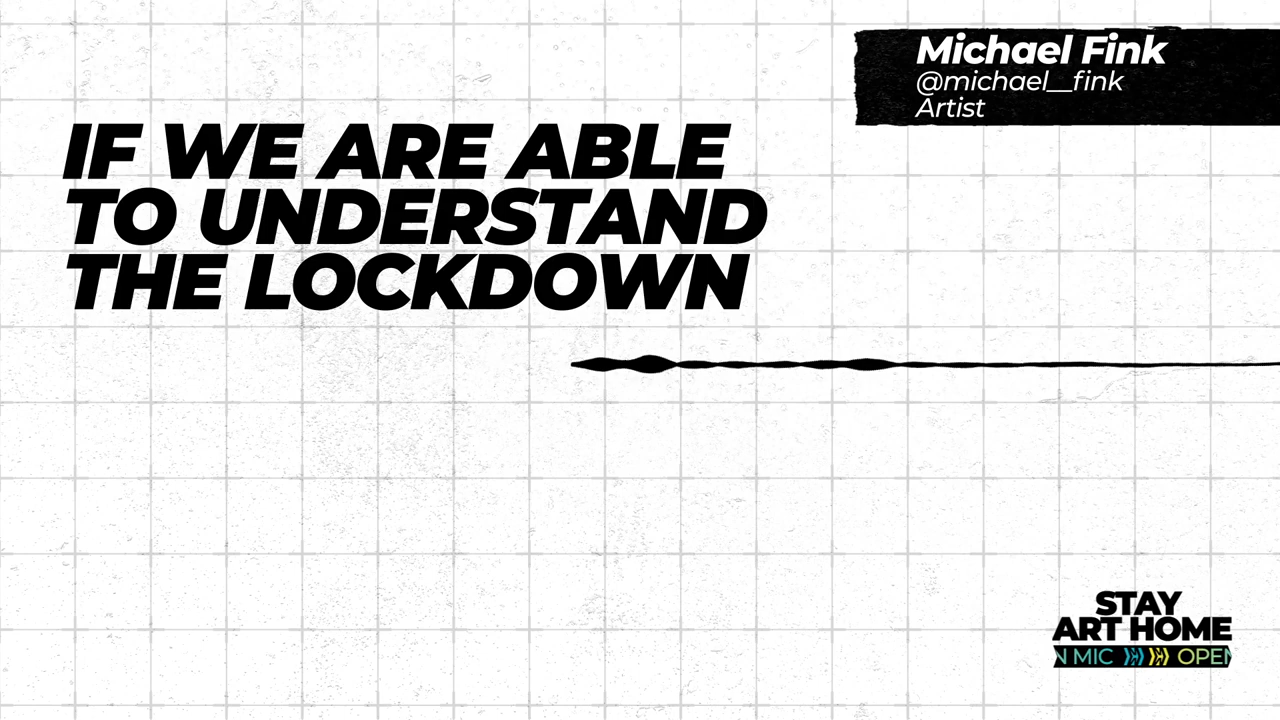 Michael Fink
@michael__fink
Artist
IF WE ARE ABLE
TO UNDERSTAND
THE LOCKDOWN
STAY
ART HOME
N MIC OPEN